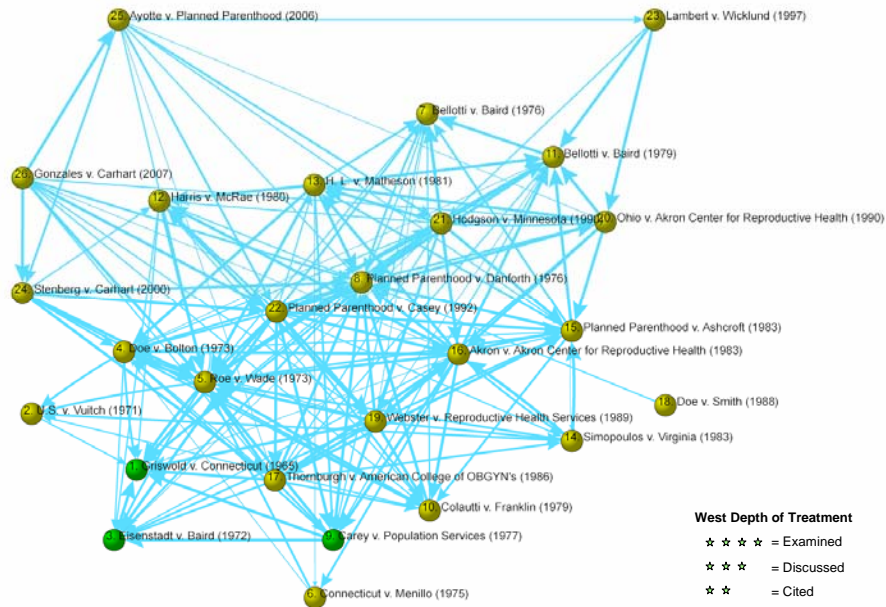 25. Ayotte v. Planned Parenthood (2006)
23. Lambert v. Wicklund (1997)
7. Bellotti v. Baird (1976)
11. Bellotti v. Baird (1979)
26. Gonzales v. Carhart (2007)
13. H. L. v. Matheson (1981)
12. Harris v. McRae (1980)
21. Hodgson v. Minnesota (1990)
20. Ohio v. Akron Center for Reproductive Health (1990)
8. Planned Parenthood v. Danforth (1976)
24. Stenberg v. Carhart (2000)
22. Planned Parenthood v. Casey (1992)
15. Planned Parenthood v. Ashcroft (1983)
4. Doe v. Bolton (1973)
16. Akron v. Akron Center for Reproductive Health (1983)
5. Roe v. Wade (1973)
18. Doe v. Smith (1988)
2. U.S. v. Vuitch (1971)
19. Webster v. Reproductive Health Services (1989)
14. Simopoulos v. Virginia (1983)
1. Griswold v. Connecticut (1965)
17. Thornburgh v. American College of OBGYN's (1986)
10. Colautti v. Franklin (1979)
3. Eisenstadt v. Baird (1972)
9. Carey v. Population Services (1977)
6. Connecticut v. Menillo (1975)
West Depth of Treatment
= Examined
= Discussed
= Cited